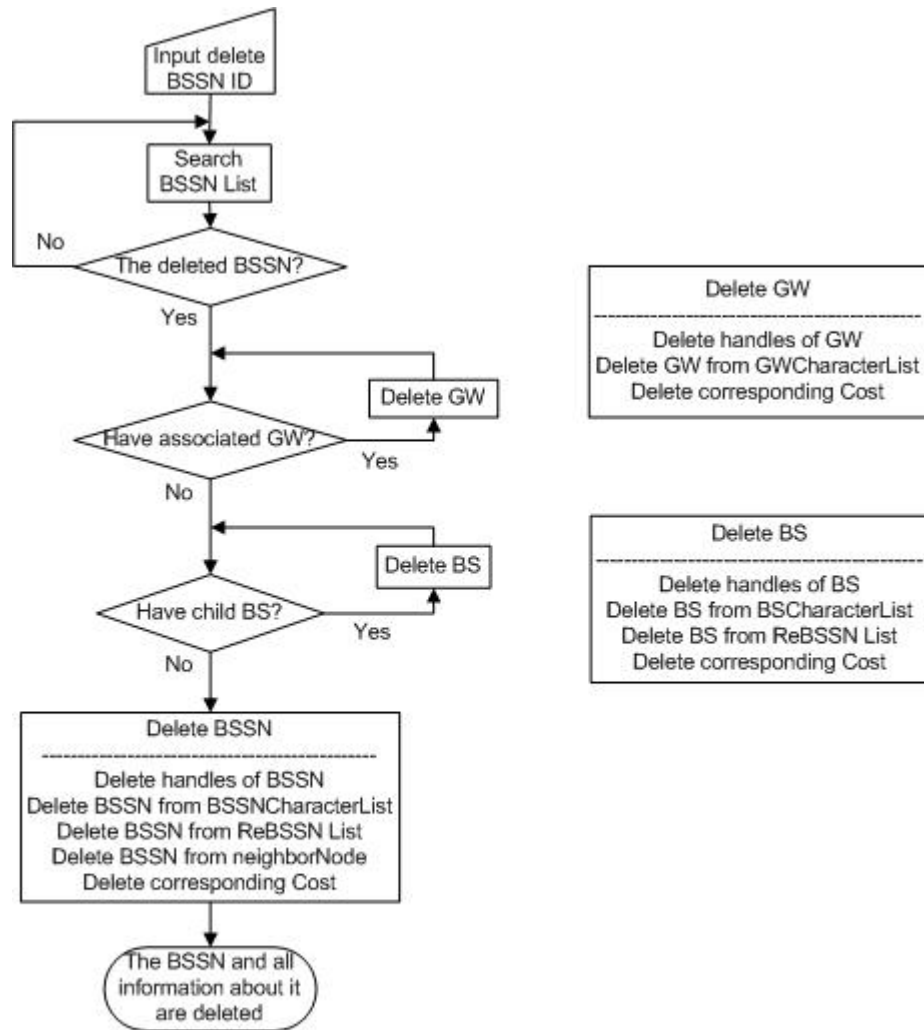 Input delete
BSSN ID
Search
BSSN List
No
The deleted BSSN?
Yes
Delete GW
Have associated GW?
Yes
No
Delete BS
Have child BS?
Yes
No
Delete BSSN
Delete handles of BSSN
Delete BSSN from BSSNCharacterList
Delete BSSN from ReBSSN List
Delete BSSN from neighborNode
Delete corresponding Cost
The BSSN and all
information about it
are deleted
Delete GW
Delete handles of GW
Delete GW from GWCharacterList
Delete corresponding Cost
Delete BS
Delete handles of BS
Delete BS from BSCharacterList
Delete BS from ReBSSN List
Delete corresponding Cost